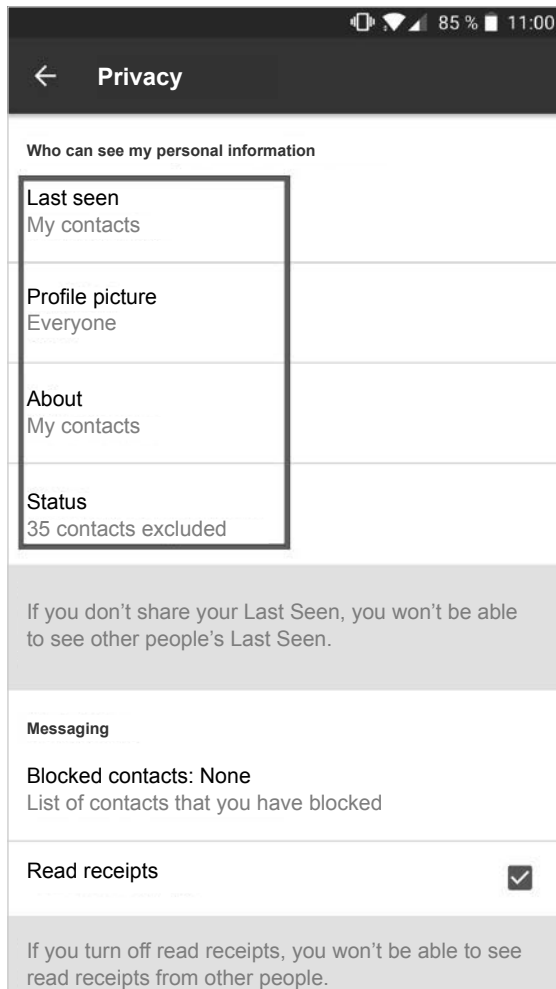 85 % 11:00
Privacy
Who can see my personal information
Last seen
My contacts
Profile picture
Everyone
About
My contacts
Status
35 contacts excluded
If you don’t share your Last Seen, you won’t be able
to see other people’s Last Seen.
Messaging
Blocked contacts: None
List of contacts that you have blocked
Read receipts
If you turn off read receipts, you won’t be able to see
read receipts from other people.